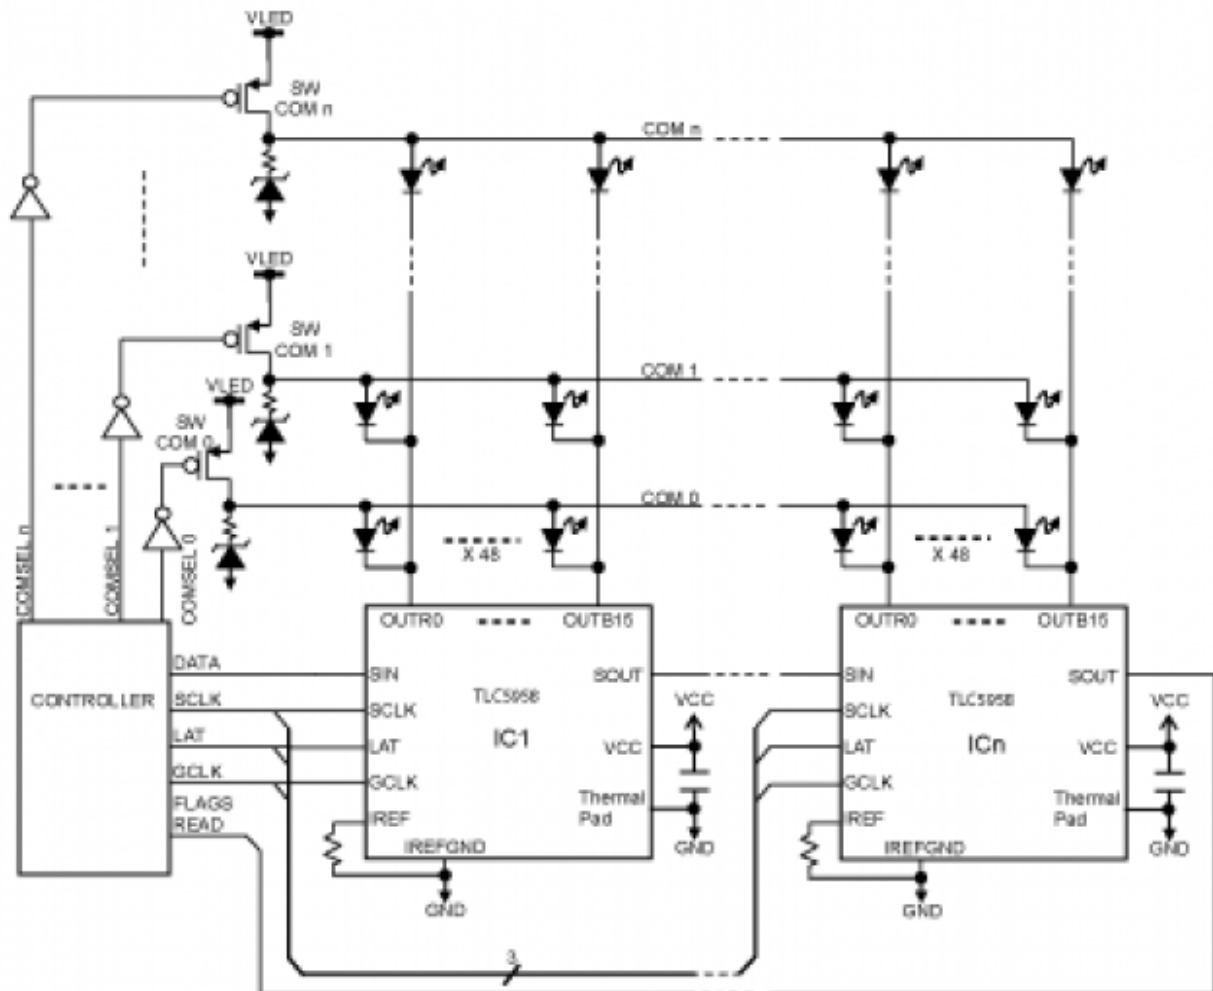 VLED
SW
COM n
COM n
VLED
SW
COM 1
COM 1
VLED
SW
COM 0
COM 0
X 48
X 48
COMSEL n
COMSEL 1
COMSEL 0
CONTROLLER
DATA
SCLK
LAT
GCLK
FLAGS
READ
OUTR0
OUTB15
SIN
SOUT
SCLK
TLC5958
IC1
LAT
VCC
VCC
GCLK
Thermal
Pad
IREF
IREFGND
GND
GND
OUTR0
OUTB15
SIN
SOUT
SCLK
TLC5958
ICn
LAT
VCC
VCC
GCLK
Thermal
Pad
IREF
IREFGND
GND
GND
3